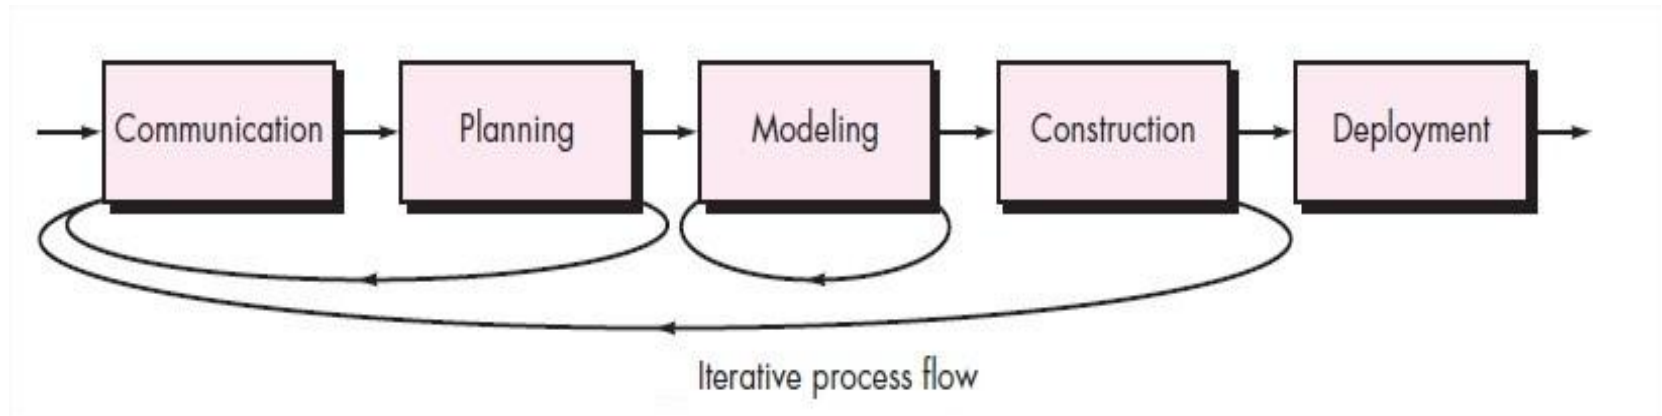 Communication
Planning
Modeling
Construction
Deployment
Iterative process flow